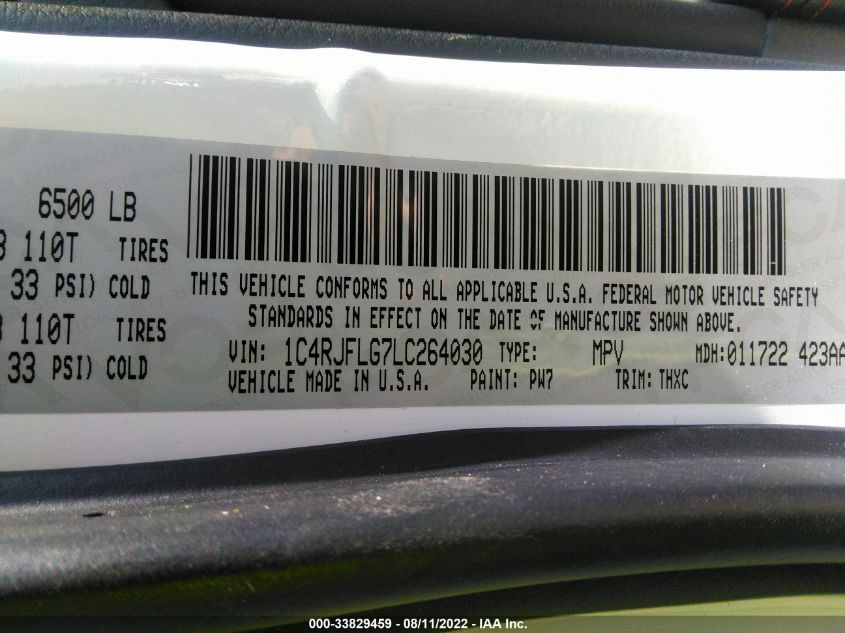 6500 LB
110T TIRES
33 PSI) COLD
110T TIRES
33 PSI) COLD
THIS VEHICLE CONFORMS TO ALL APPLICABLE U.S.A. FEDERAL MOTOR VEHICLE SAFETY
STANDARDS IN EFFECT ON THE DATE OF MANUFACTURE SHOWN ABOVE.
VIN: 1C4RJFLG7LC264030 TYPE: MPV MDH:011722 423AA
VEHICLE MADE IN U.S.A. PAINT: PW7 TRIM: THXC
000-33829459 - 08/11/2022 - IAA Inc.